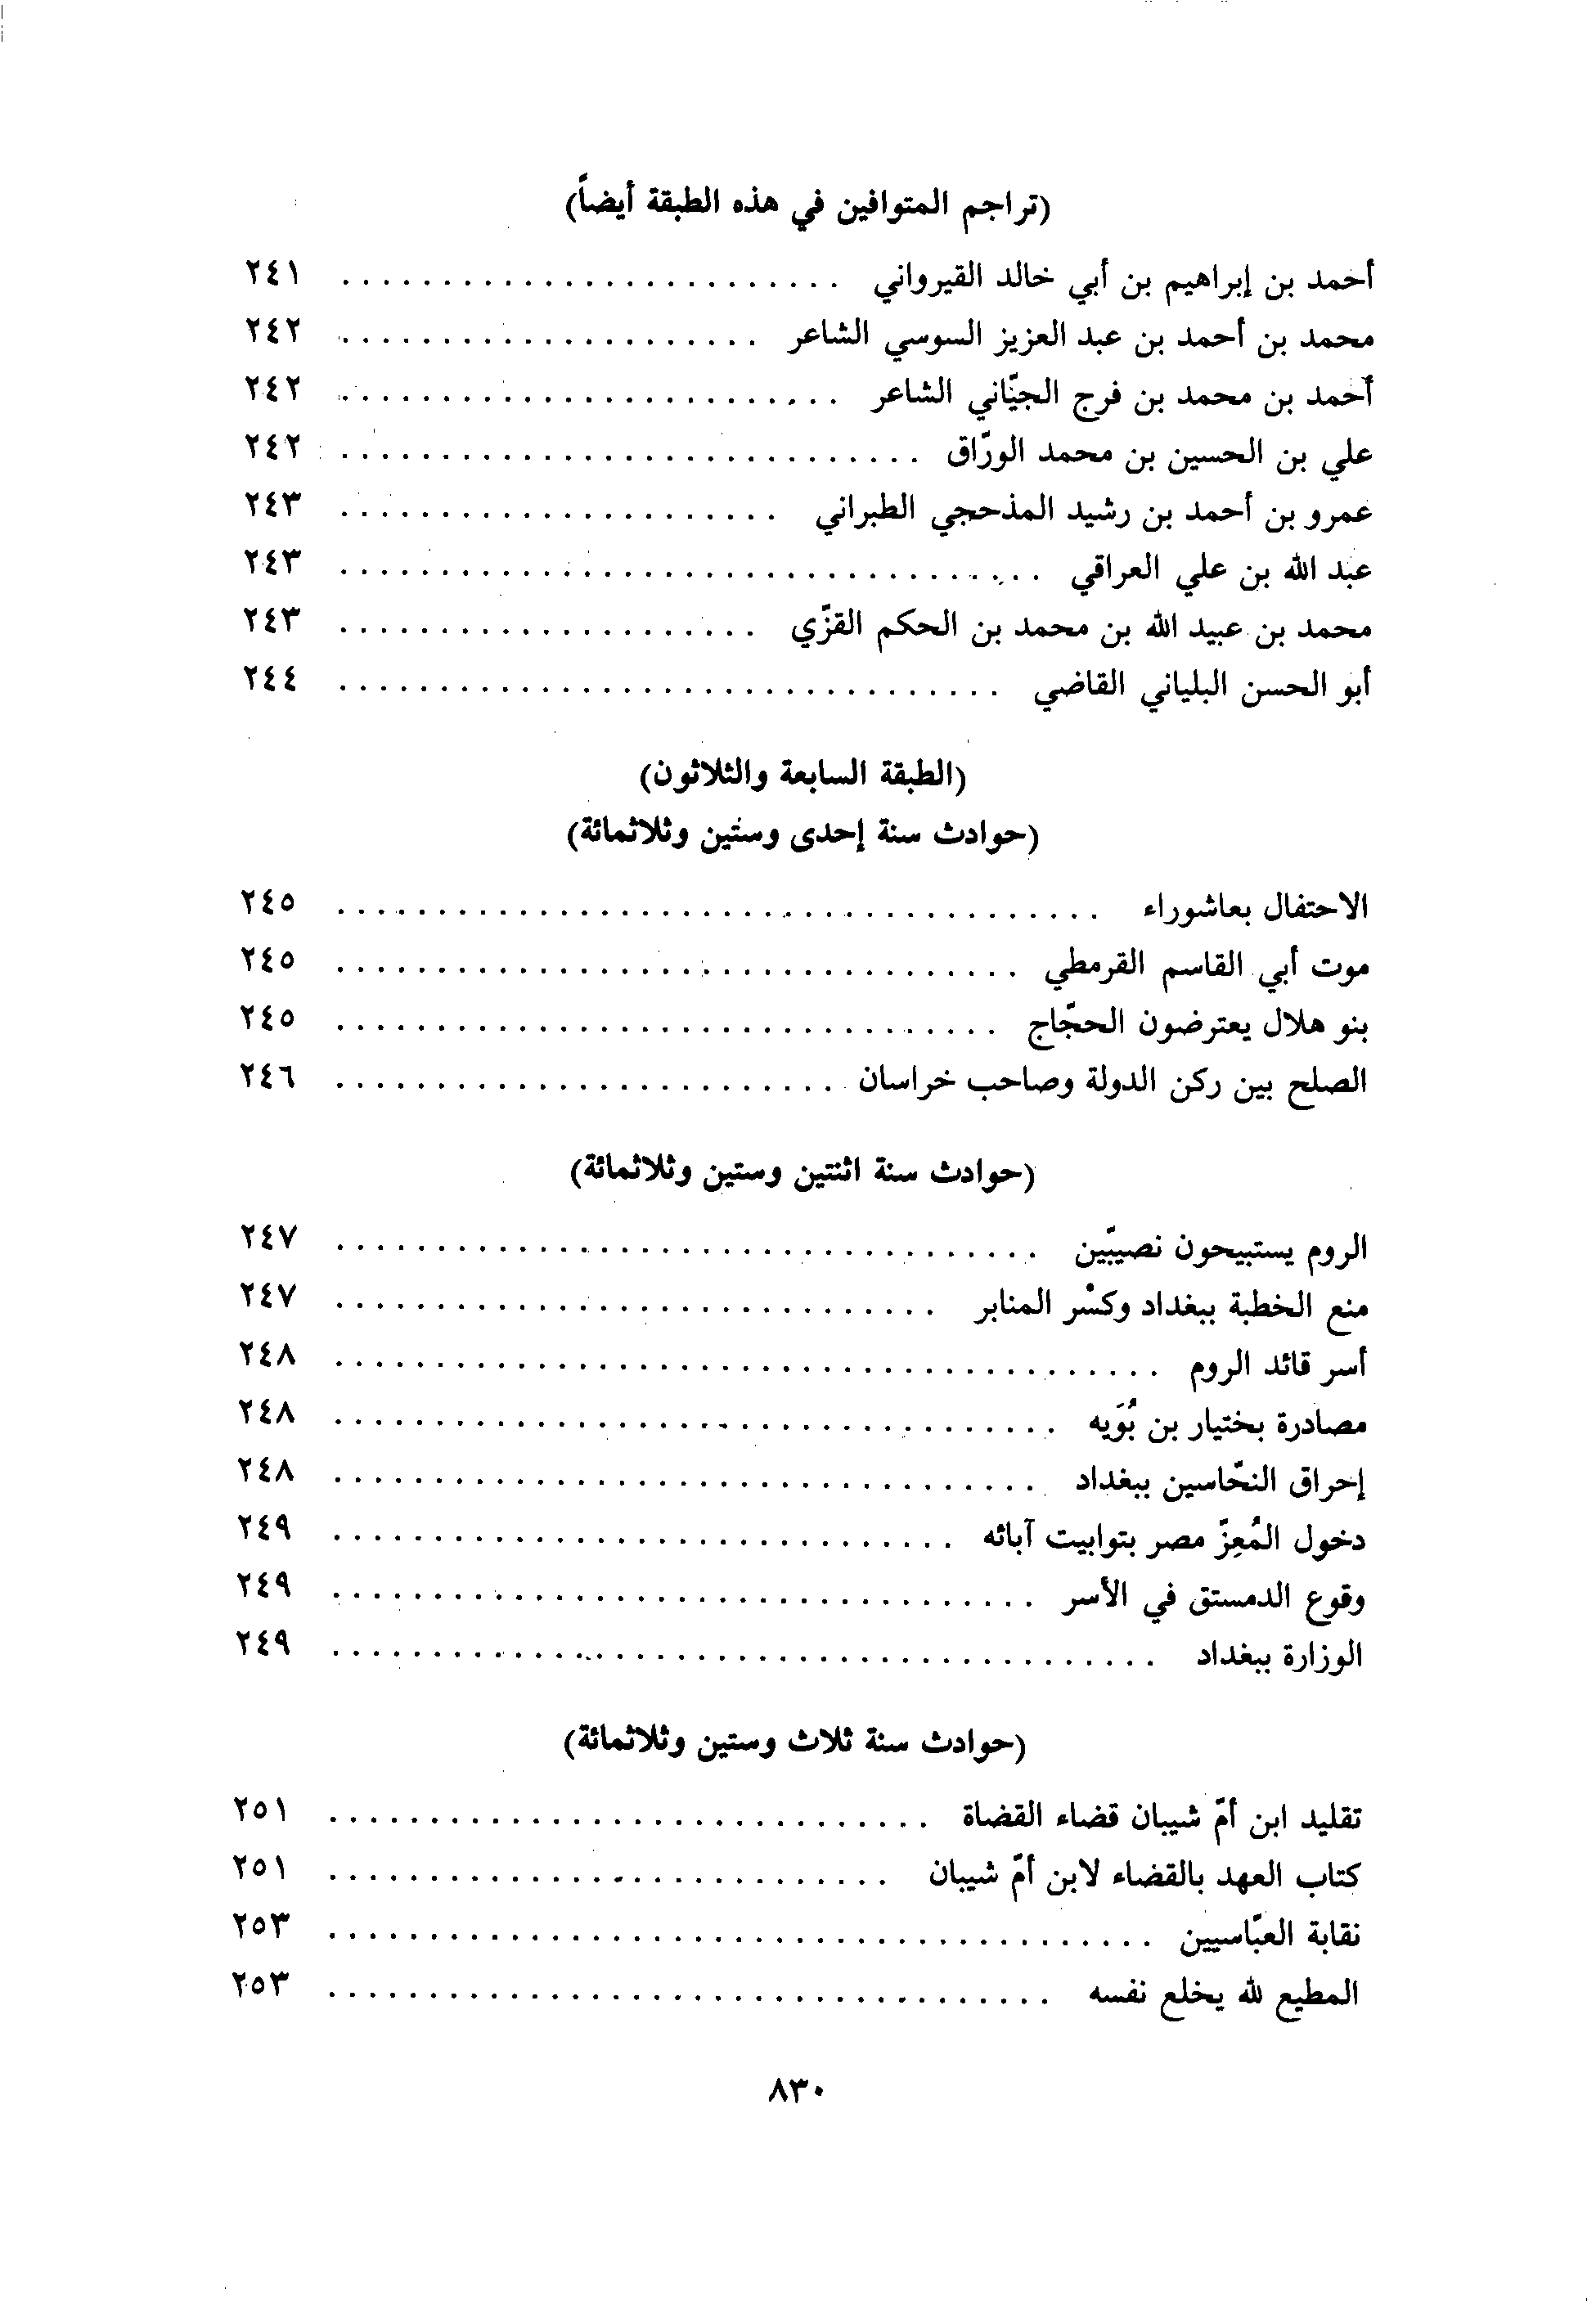 (تراجم المتوافين في هذه الطبقة أيضاً)
أحمد بن إبراهيم بن أبي خالد القيرواني ......................... ٢٤١
محمد بن أحمد بن عبد العزيز السوسي الشاعر ..................... ٢٤٢
أحمد بن محمد بن فرج الجيّاني الشاعر ......................... ٢٤٢
علي بن الحسين بن محمد الورّاق ............................. ٢٤٢
عمرو بن أحمد بن رشيد المذحجي الطبراني ...................... ٢٤٣
عبد الله بن علي العراقي ................................... ٢٤٣
محمد بن عبيد الله بن محمد بن الحكم القزّي ..................... ٢٤٣
أبو الحسن البلياني القاضي ................................. ٢٤٤
(الطبقة السابعة والثلاثون)
(حوادث سنة إحدى وستين وثلاثمائة)
الاحتفال بعاشوراء ...................................... ٢٤٥
موت أبي القاسم القرمطي .................................. ٢٤٥
بنو هلال يعترضون الحجّاج ................................. ٢٤٥
الصلح بين ركن الدولة وصاحب خراسان ......................... ٢٤٦
(حوادث سنة اثنتين وستين وثلاثمائة)
الروم يستبيحون نصيبّين ................................... ٢٤٧
منع الخطبة ببغداد وكسْر المنابر .............................. ٢٤٧
أسر قائد الروم ......................................... ٢٤٨
مصادرة بختيار بن بُوَيه .................................... ٢٤٨
إحراق النحّاسين ببغداد ................................... ٢٤٨
دخول المُعِزّ مصر بتوابيت آبائه ............................... ٢٤٩
وقوع الدمستق في الأسر ................................... ٢٤٩
الوزارة ببغداد ......................................... ٢٤٩
(حوادث سنة ثلاث وستين وثلاثمائة)
تقليد ابن أمّ شيبان قضاء القضاة .............................. ٢٥١
كتاب العهد بالقضاء لابن أمّ شيبان ............................ ٢٥١
نقابة العبّاسيين ......................................... ٢٥٣
المطيع لله يخلع نفسه .................................... ٢٥٣
٨٣٠